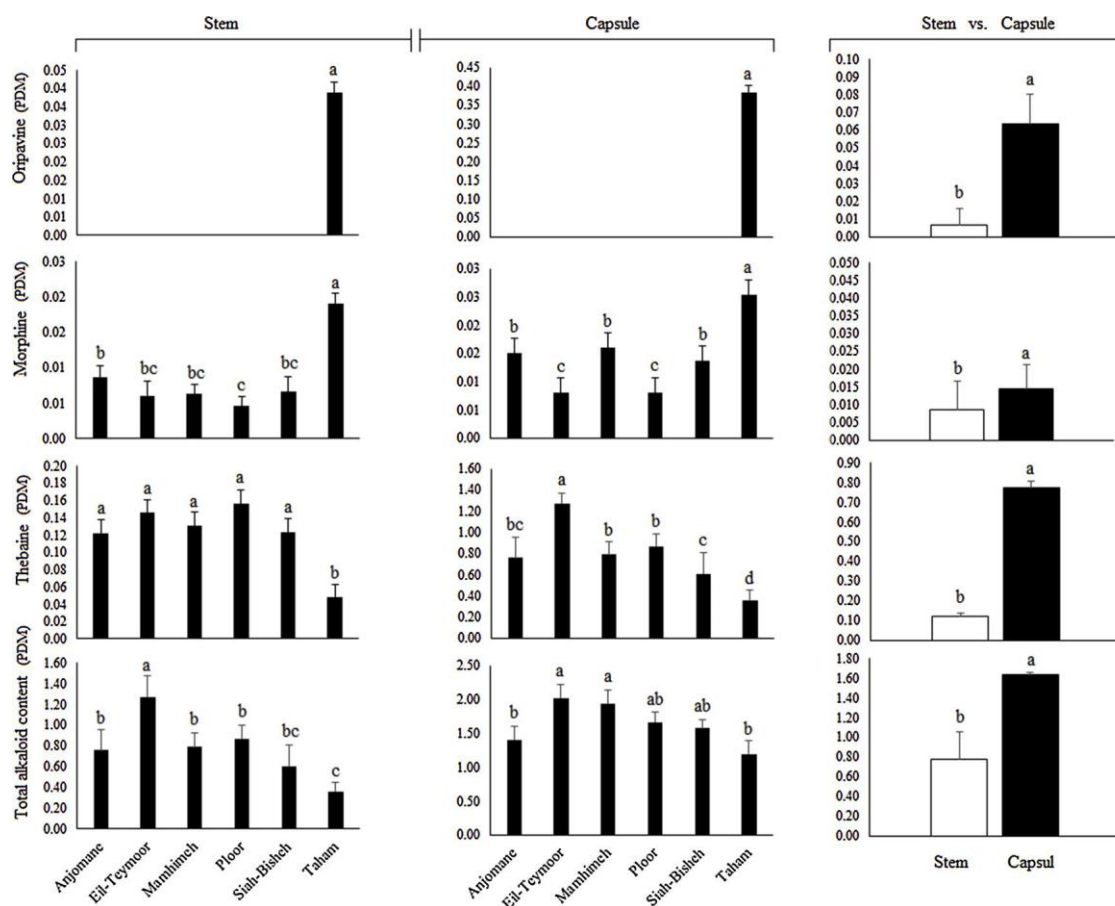 Stem
Capsule
Stem vs. Capsule
Oripavine (PDM)
0.05
0.04
0.04
0.03
0.03
0.02
0.02
0.01
0.01
0.00
a
0.45
0.40
0.35
0.30
0.25
0.20
0.15
0.10
0.05
0.00
a
0.10
0.09
0.08
0.07
0.06
0.05
0.04
0.03
0.02
0.01
0.00
b
a
Morphine (PDM)
0.03
0.02
0.02
0.01
0.01
0.00
b
bc
bc
c
bc
a
0.03
0.03
0.02
0.02
0.01
0.01
0.00
b
c
b
c
b
a
0.050
0.045
0.040
0.035
0.030
0.025
0.020
0.015
0.010
0.005
0.000
b
a
Thebaine (PDM)
0.20
0.18
0.16
0.14
0.12
0.10
0.08
0.06
0.04
0.02
0.00
a
a
a
a
a
b
1.60
1.40
1.20
1.00
0.80
0.60
0.40
0.20
0.00
bc
a
b
b
c
d
0.90
0.80
0.70
0.60
0.50
0.40
0.30
0.20
0.10
0.00
b
a
Total alkaloid content (PDM)
1.60
1.40
1.20
1.00
0.80
0.60
0.40
0.20
0.00
b
a
b
b
bc
c
2.50
2.00
1.50
1.00
2.50
0.00
b
a
a
ab
ab
b
1.80
1.60
1.40
1.20
1.00
0.80
0.60
0.40
0.20
0.00
b
a
Anjomane
Eil-Teymoor
Mamhimeh
Ploor
Siah-Bisheh
Taham
Anjomane
Eil-Teymoor
Mamhimeh
Ploor
Siah-Bisheh
Taham
Stem
Capsul